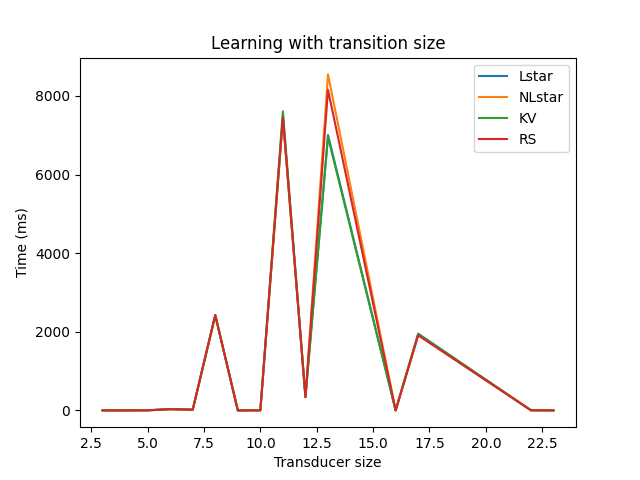 Learning with transition size
Lstar
NLstar
KV
RS
8000
6000
4000
2000
0
Time (ms)
2.5 5.0 7.5 10.0 12.5 15.0 17.5 20.0 22.5
Transducer size